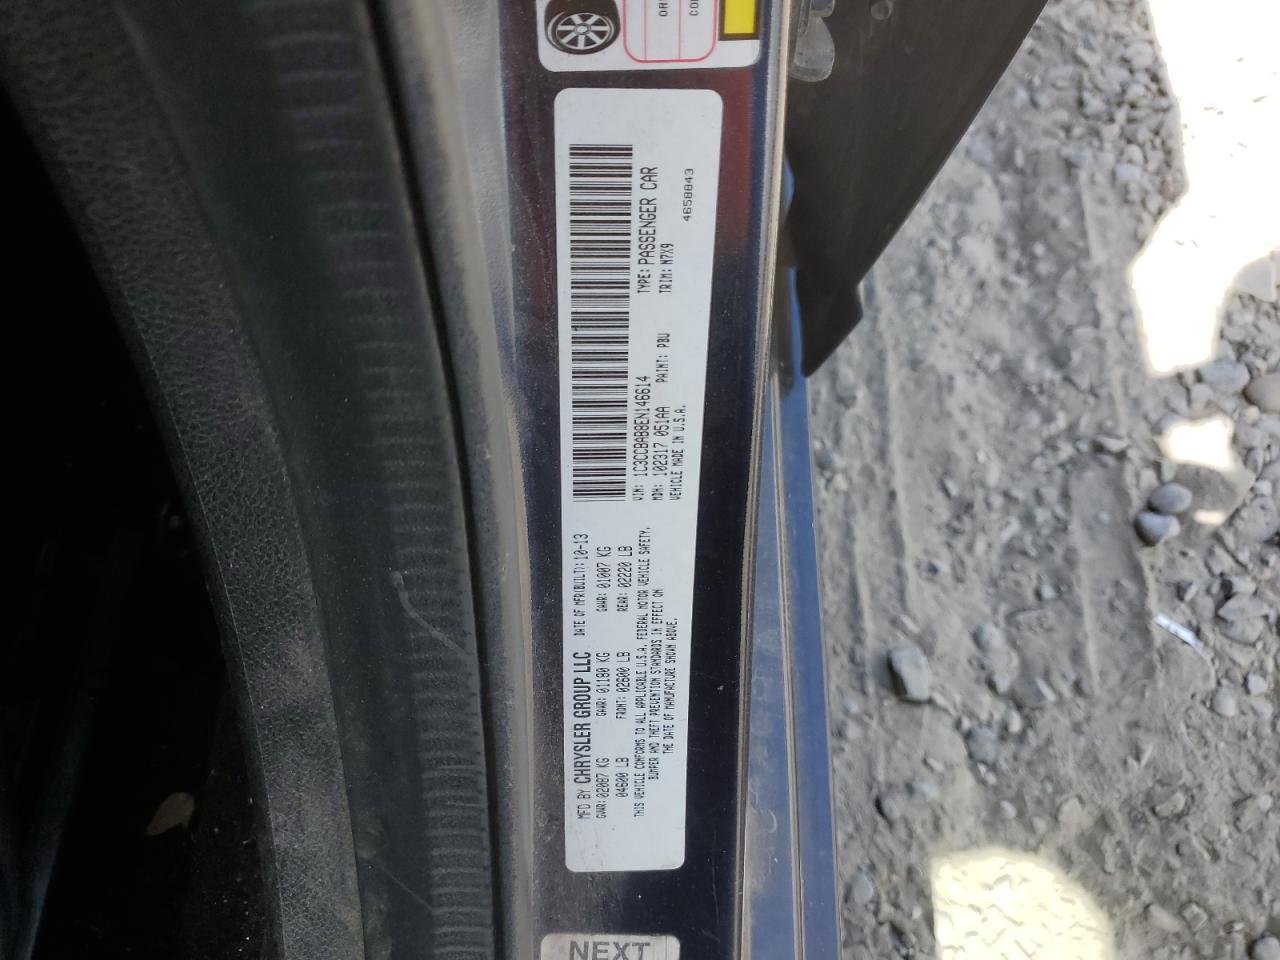 OR
CO
MFD BY CHRYSLER GROUP LLC DATE OF MFR(BUILT): 10-13
GVWR: 02087 KG GAWR: 01180 KG GAWR: 01007 KG
04600 LB FRONT: 02600 LB REAR: 02220 LB
THIS VEHICLE CONFORMS TO ALL APPLICABLE U.S.A. FEDERAL MOTOR VEHICLE SAFETY,
BUMPER AND THEFT PREVENTION STANDARDS IN EFFECT ON
THE DATE OF MANUFACTURE SHOWN ABOVE.
VIN: 1C3CCBAB8EN146614 TYPE: PASSENGER CAR
MDH: 102317 051AA PAINT: PBU TRIM: M7X9
VEHICLE MADE IN U.S.A.
4658843
NEXT